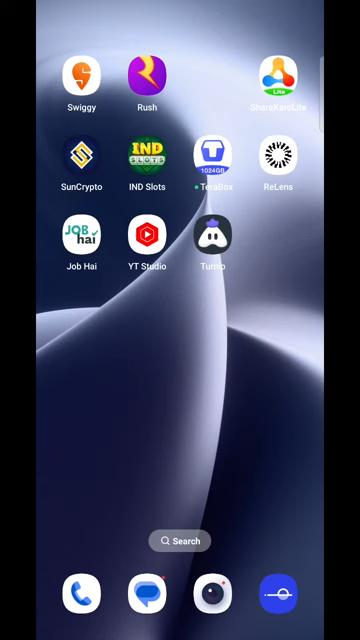 Swiggy
Rush
Lite
ShareKaroLite
IND
SLOTS
1024GB
SunCrypto
IND Slots
TeraBox
ReLens
JOB
hai
Job Hai
YT Studio
Search